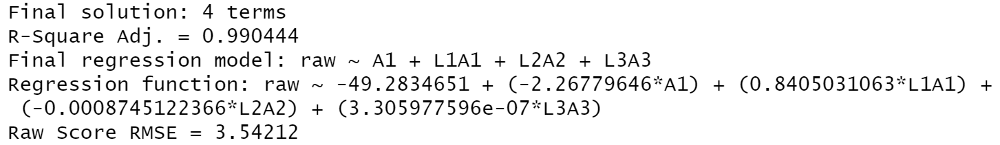 Final solution: 4 terms
R-Square Adj. = 0.990444
Final regression model: raw ~ A1 + L1A1 + L2A2 + L3A3
Regression function: raw ~ -49.2834651 + (-2.26779646*A1) + (0.8405031063*L1A1) +
(-0.0008745122366*L2A2) + (3.305977596e-07*L3A3)
Raw Score RMSE = 3.54212